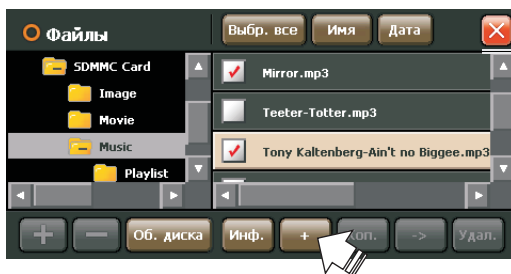 Файлы
Выбр. все Имя Дата
SDMMC Card
Image
Movie
Music
Playlist
Mirror.mp3
Teeter-Totter.mp3
Tony Kaltenberg-Ain't no Biggee.mp3
+ — Об. диска Инф. + -> Удал.